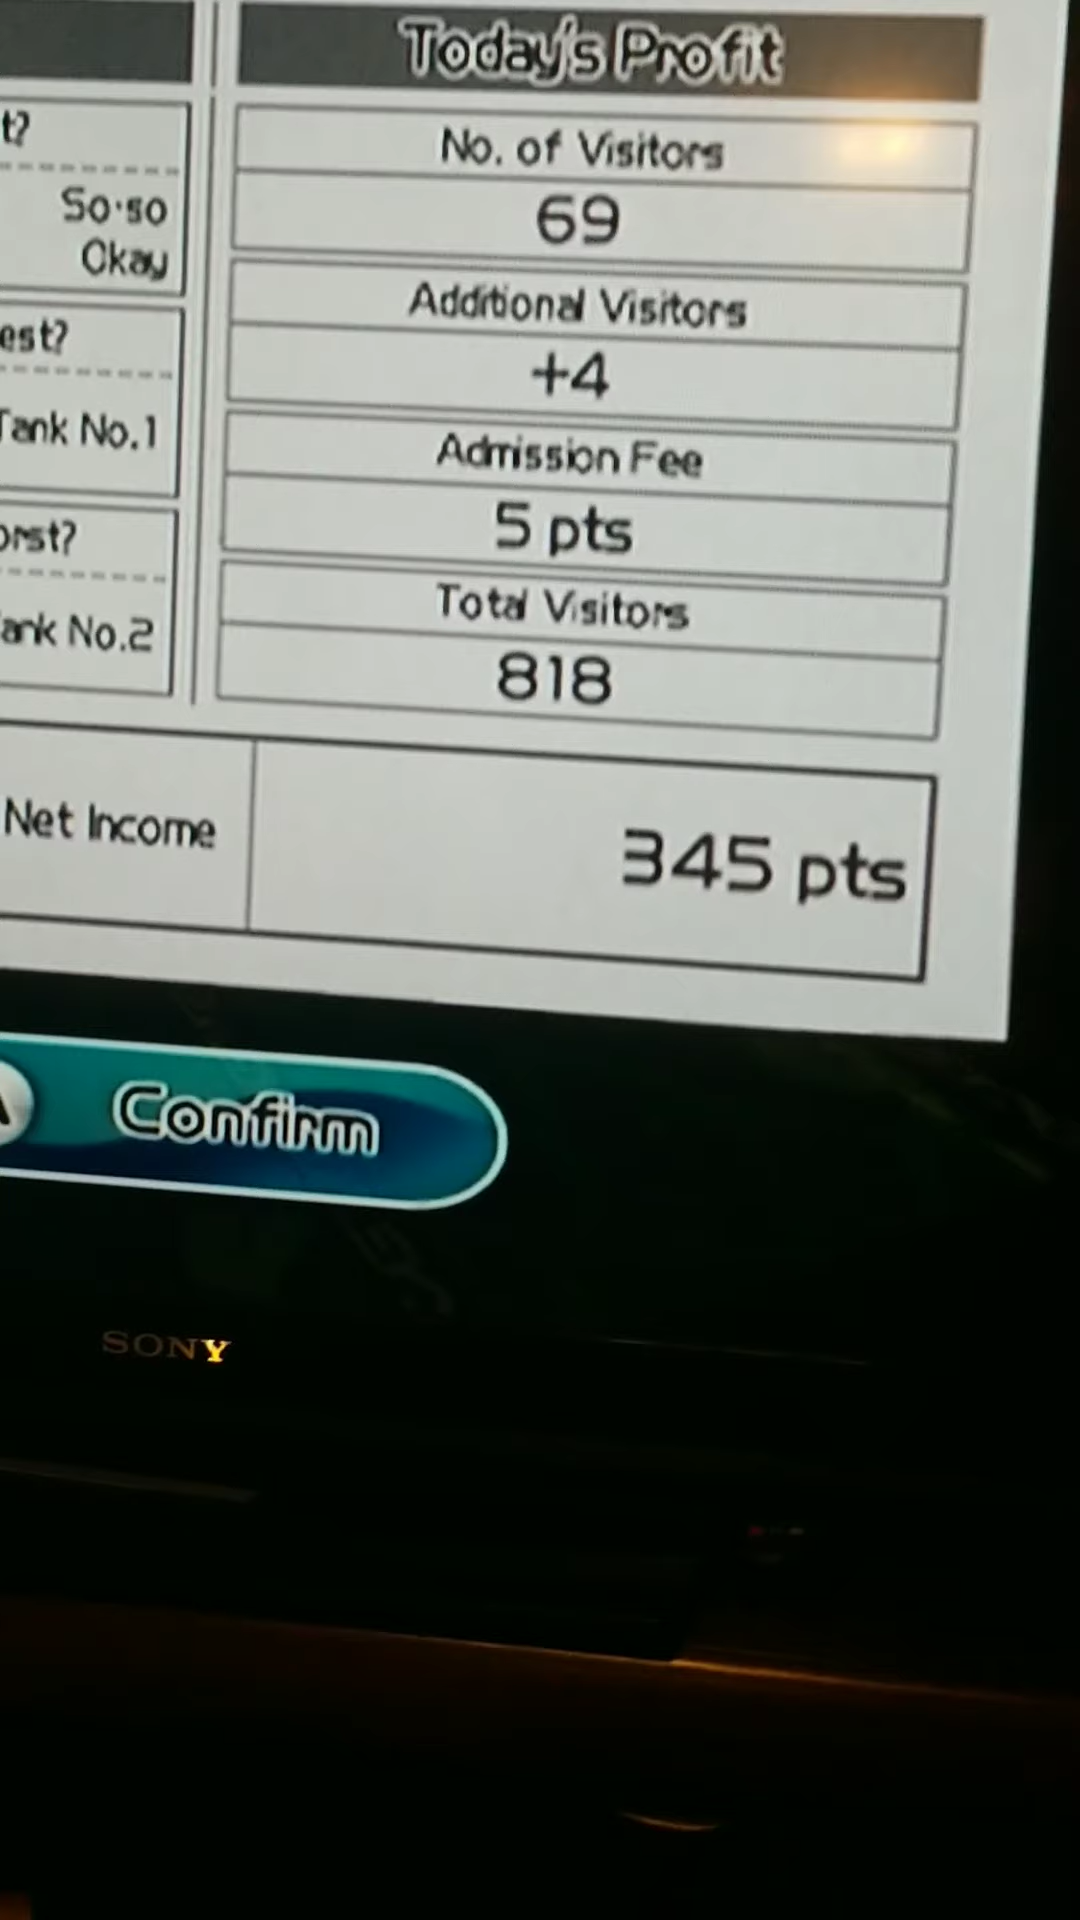 Today's Profit
t?
So-so
Okay
est?
Tank No.1
orst?
ank No.2
No. of Visitors
69
Additional Visitors
+4
Admission Fee
5 pts
Total Visitors
818
Net Income
345 pts
A Confirm
SONY